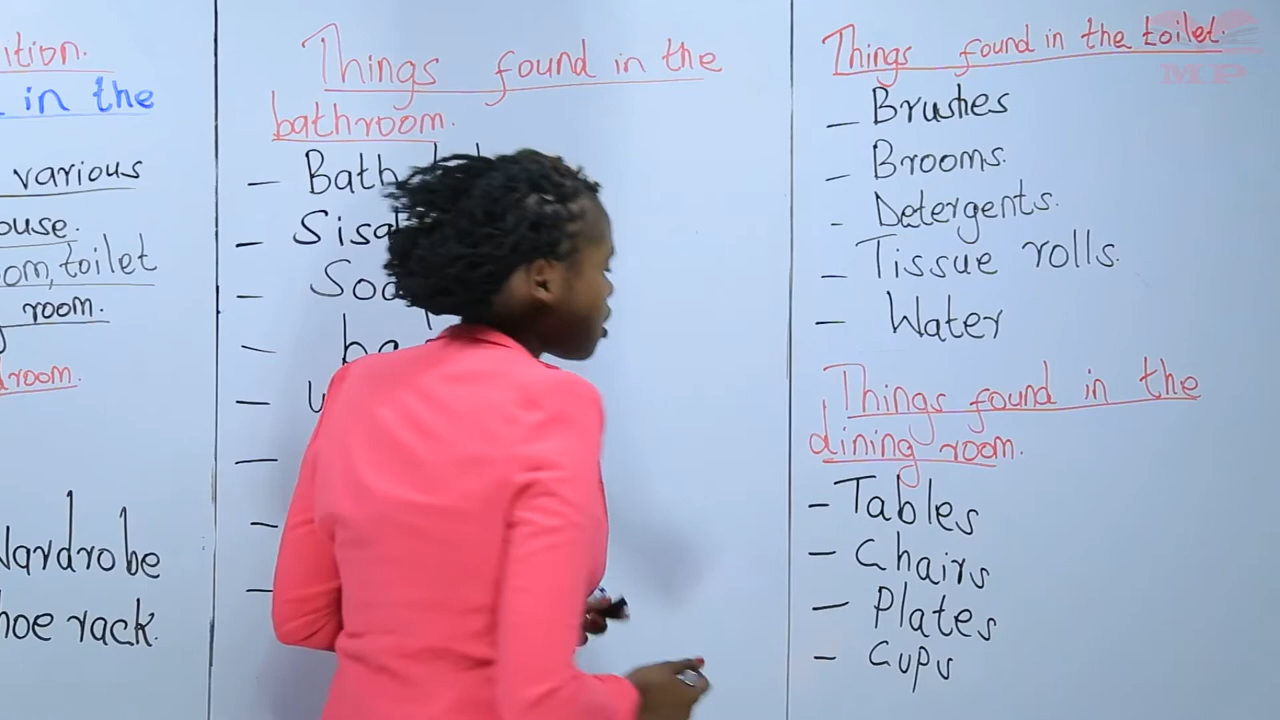 ition.
in the
various
ouse.
om, toilet
room.
droom.
Wardrobe
hoe rack.
Things found in the
bathroom.
- Bath
- Sisa
- Soa
- ba
-
-
-
-
Things found in the toilet.
- Brushes
- Brooms.
- Detergents.
- Tissue rolls.
- Water
Things found in the
dining room.
- Tables
- Chairs
- Plates
- Cups
MP